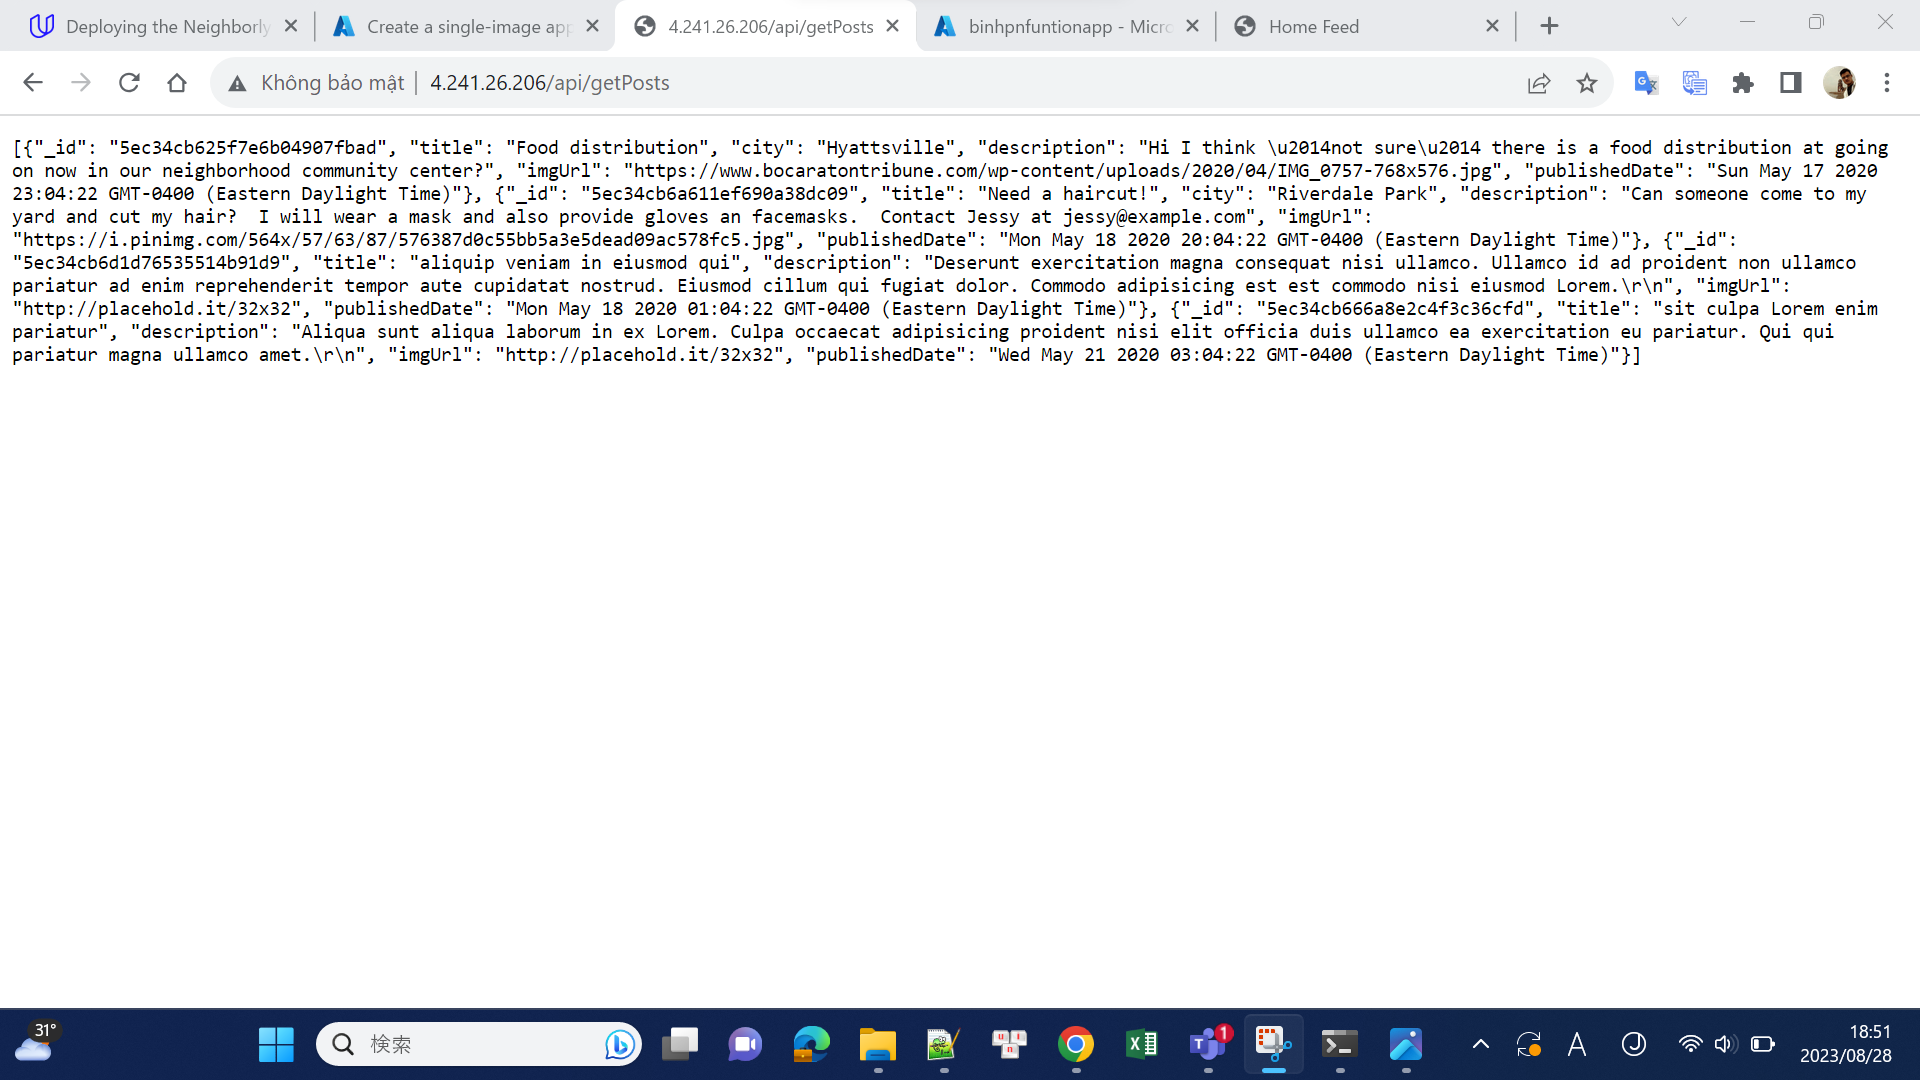 Deploying the Neighborly
Create a single-image app
4.241.26.206/api/getPosts
binhpnfuntionapp - Micro
Home Feed
Không bảo mật | 4.241.26.206/api/getPosts
[{"_id": "5ec34cb625f7e6b04907fbad", "title": "Food distribution", "city": "Hyattsville", "description": "Hi I think \u2014not sure\u2014 there is a food distribution at going
on now in our neighborhood community center?", "imgUrl": "https://www.bocaratontribune.com/wp-content/uploads/2020/04/IMG_0757-768x576.jpg", "publishedDate": "Sun May 17 2020
23:04:22 GMT-0400 (Eastern Daylight Time)"}, {"_id": "5ec34cb6a611ef690a38dc09", "title": "Need a haircut!", "city": "Riverdale Park", "description": "Can someone come to my
yard and cut my hair?  I will wear a mask and also provide gloves an facemasks.  Contact Jessy at jessy@example.com", "imgUrl":
"https://i.pinimg.com/564x/57/63/87/576387d0c55bb5a3e5dead09ac578fc5.jpg", "publishedDate": "Mon May 18 2020 20:04:22 GMT-0400 (Eastern Daylight Time)"}, {"_id":
"5ec34cb6d1d76535514b91d9", "title": "aliquip veniam in eiusmod qui", "description": "Deserunt exercitation magna consequat nisi ullamco. Ullamco id ad proident non ullamco
pariatur ad enim reprehenderit tempor aute cupidatat nostrud. Eiusmod cillum qui fugiat dolor. Commodo adipisicing est est commodo nisi eiusmod Lorem.\r\n", "imgUrl":
"http://placehold.it/32x32", "publishedDate": "Mon May 18 2020 01:04:22 GMT-0400 (Eastern Daylight Time)"}, {"_id": "5ec34cb666a8e2c4f3c36cfd", "title": "sit culpa Lorem enim
pariatur", "description": "Aliqua sunt aliqua laborum in ex Lorem. Culpa occaecat adipisicing proident nisi elit officia duis ullamco ea exercitation eu pariatur. Qui qui
pariatur magna ullamco amet.\r\n", "imgUrl": "http://placehold.it/32x32", "publishedDate": "Wed May 21 2020 03:04:22 GMT-0400 (Eastern Daylight Time)"}]
31°
検索
1
A
J
18:51
2023/08/28